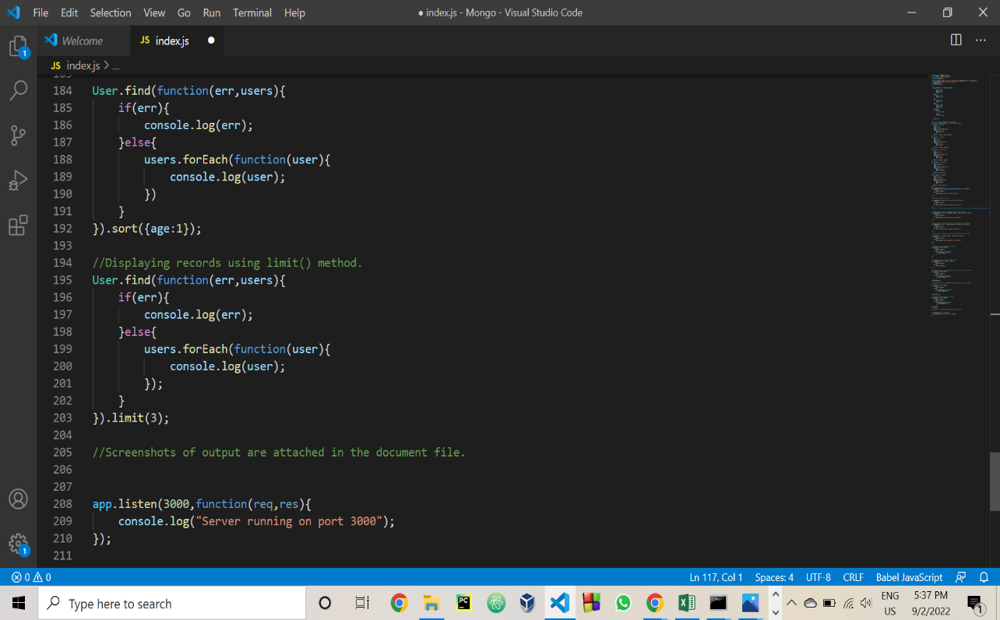 File Edit Selection View Go Run Terminal Help ● index.js - Mongo - Visual Studio Code
1 Welcome JS index.js
JS index.js > ...
184 User.find(function(err,users){
185 if(err){
186 console.log(err);
187 }else{
188 users.forEach(function(user){
189 console.log(user);
190 })
191 }
192 }).sort({age:1});
193
194 //Displaying records using limit() method.
195 User.find(function(err,users){
196 if(err){
197 console.log(err);
198 }else{
199 users.forEach(function(user){
200 console.log(user);
201 });
202 }
203 }).limit(3);
204
205 //Screenshots of output are attached in the document file.
206
207
208 app.listen(3000,function(req,res){
209 console.log("Server running on port 3000");
210 });
211
1
0 0 Ln 117, Col 1 Spaces: 4 UTF-8 CRLF Babel JavaScript
Type here to search PC ENG US 5:37 PM 9/2/2022 1